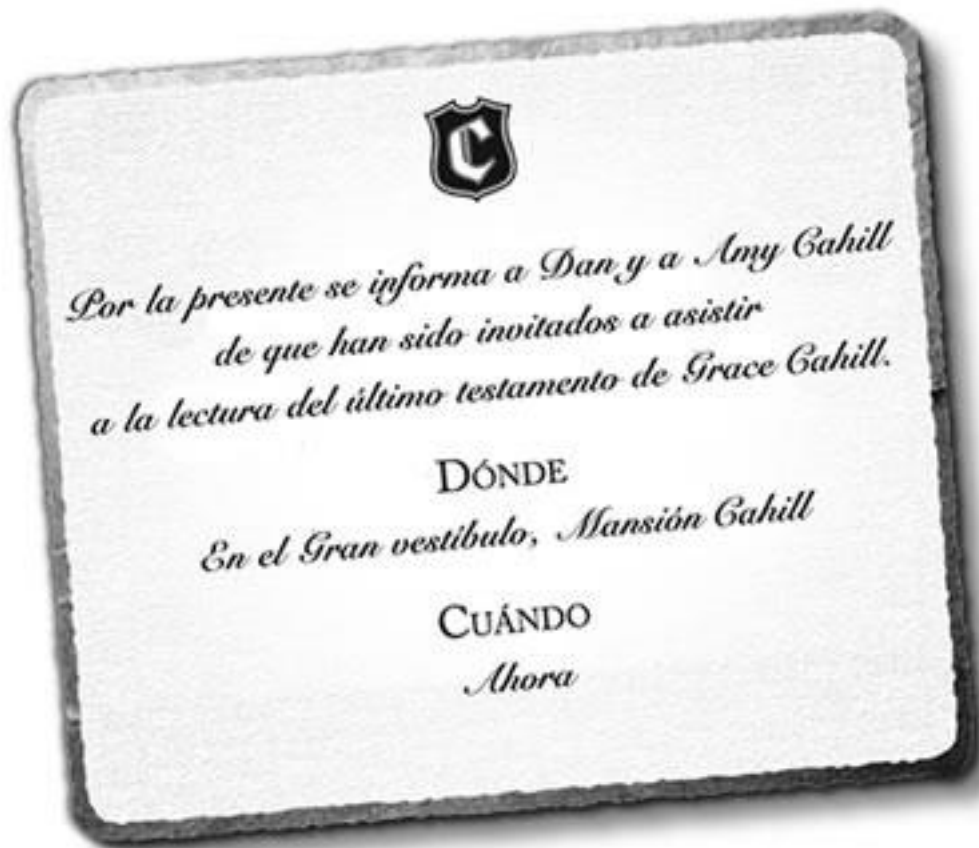 C
Por la presente se informa a Dan y a Amy Cahill
de que han sido invitados a asistir
a la lectura del último testamento de Grace Cahill.
DÓNDE
En el Gran vestíbulo, Mansión Cahill
CUÁNDO
Ahora